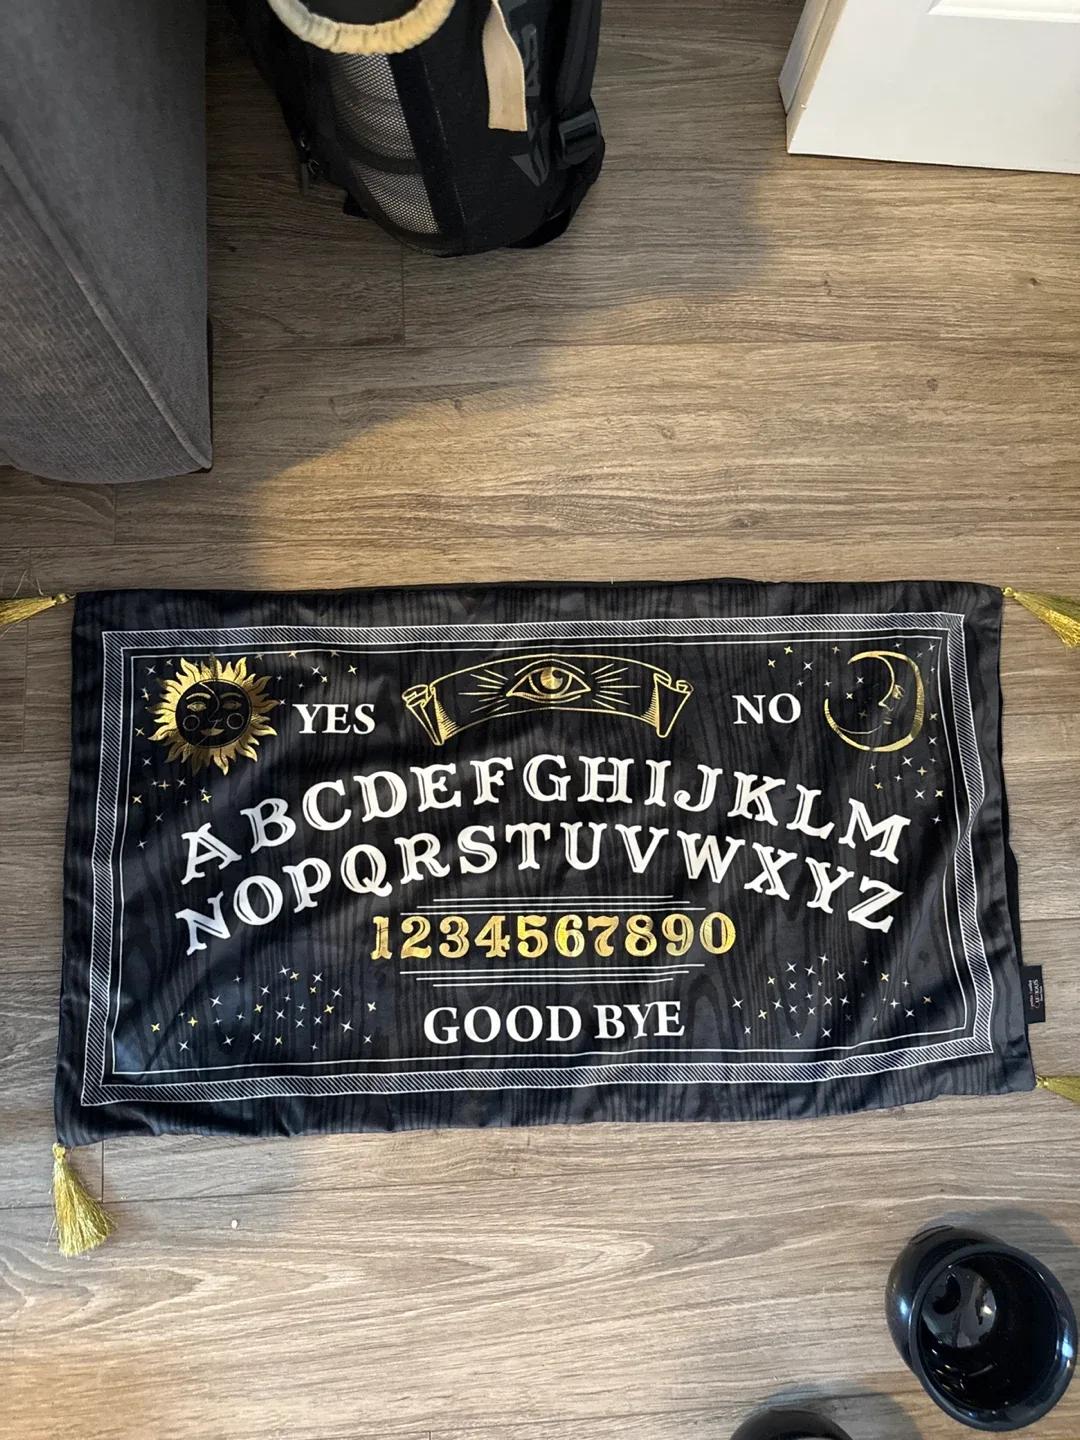 YES NO
ABCDEFGHIJKLM
NOPQRSTUVWXYZ
1234567890
GOOD BYE